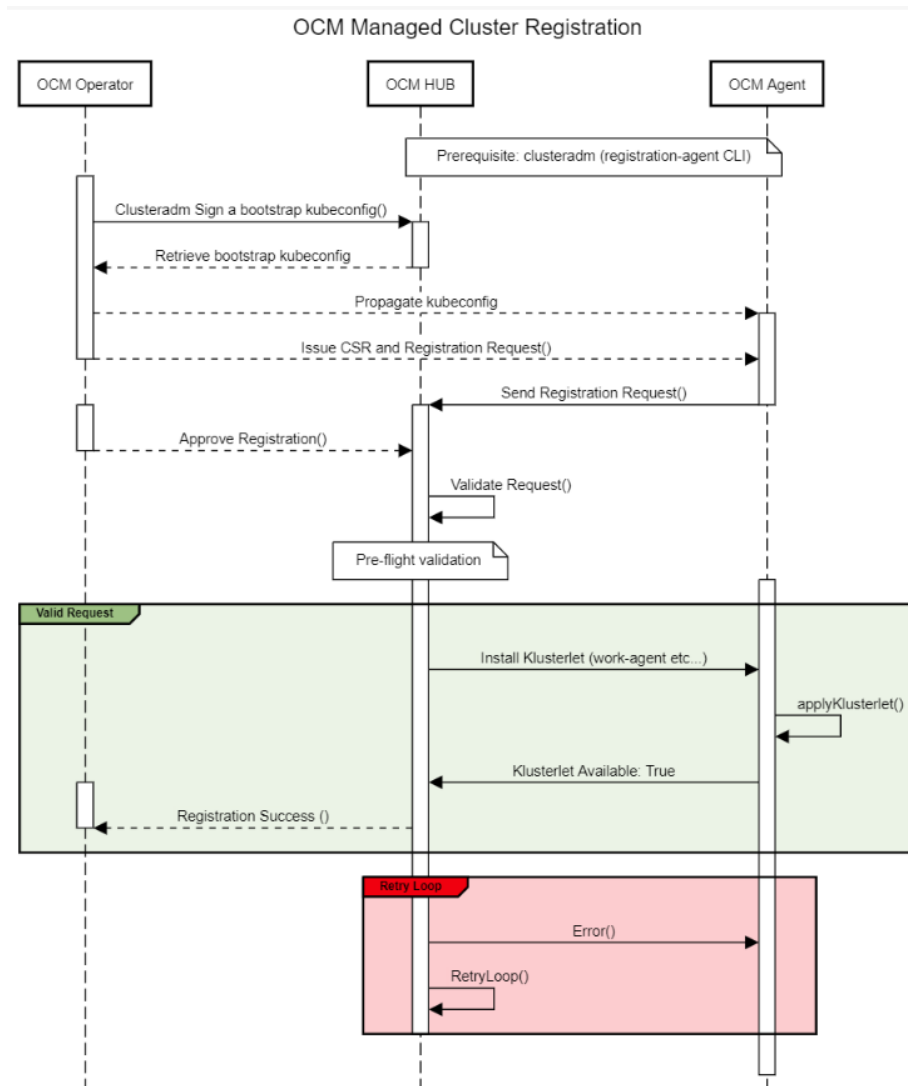 OCM Managed Cluster Registration
OCM Operator
OCM HUB
OCM Agent
Prerequisite: clusteradm (registration-agent CLI)
Clusteradm Sign a bootstrap kubeconfig()
Retrieve bootstrap kubeconfig
Propagate kubeconfig
Issue CSR and Registration Request()
Send Registration Request()
Approve Registration()
Validate Request()
Pre-flight validation
Valid Request
Install Klusterlet (work-agent etc...)
applyKlusterlet()
Klusterlet Available: True
Registration Success ()
Retry Loop
Error()
RetryLoop()